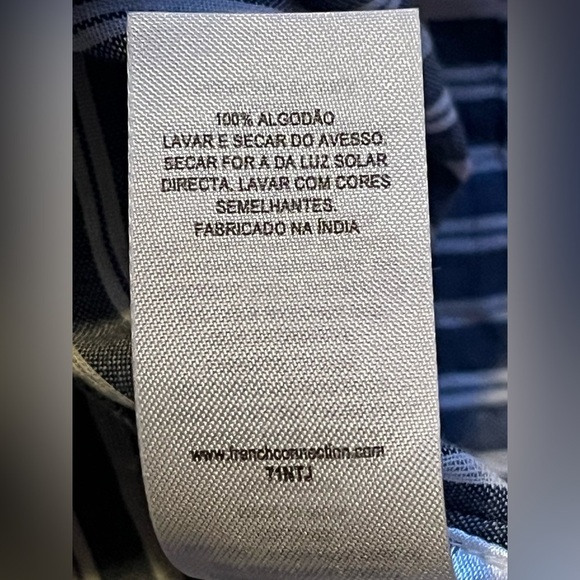 100% ALGODÃO
LAVAR E SECAR DO AVESSO.
SECAR FOR A DA LUZ SOLAR
DIRECTA. LAVAR COM CORES
SEMELHANTES.
FABRICADO NA ÍNDIA
www.frenchconnection.com
71NTJ